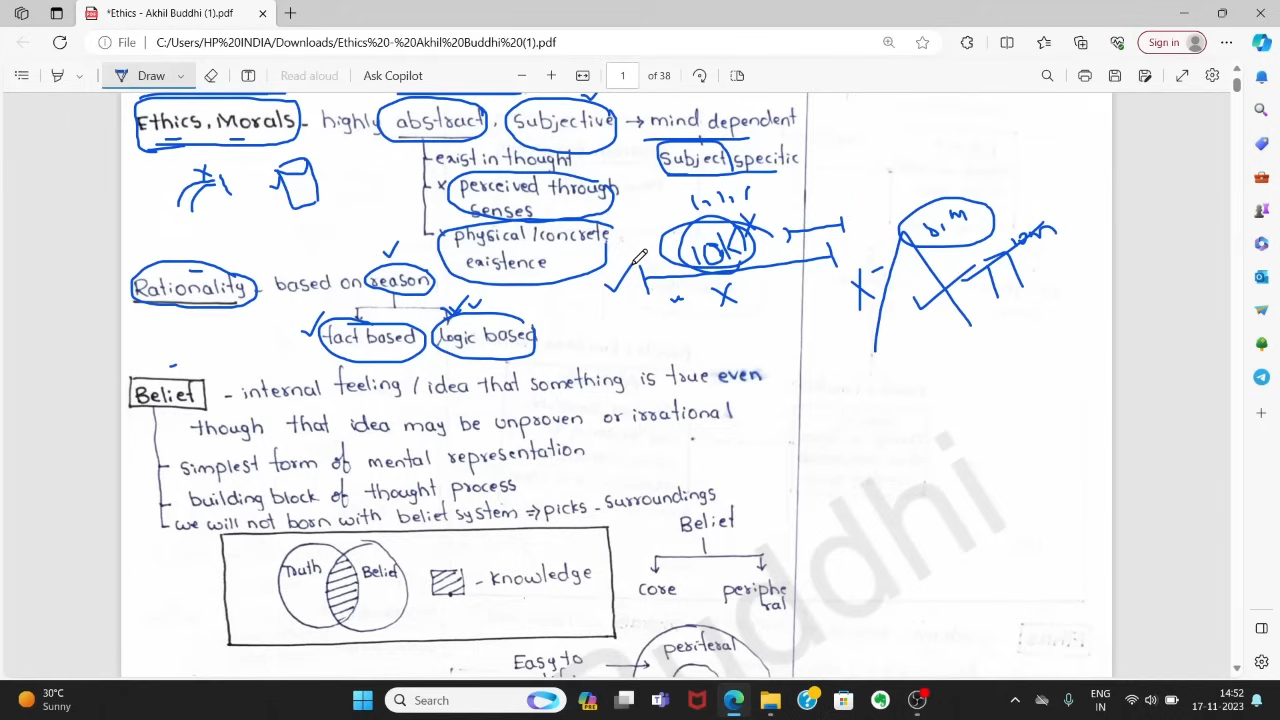 *Ethics - Akhil Buddhi (1).pdf
File C:/Users/HP%20INDIA/Downloads/Ethics%20-%20Akhil%20Buddhi%20(1).pdf
Sign in
Draw
Read aloud
Ask Copilot
1 of 38
Ethics, Morals - highly abstract, subjective → mind dependent
- exist in thought
subject specific
x perceived through senses
x physical/concrete existence
10k
Rationality - based on reason
fact based logic based
Belief - internal feeling/idea that something is true even
though that idea may be unproven or irrational
- simplest form of mental representation
- building block of thought process
- we will not born with belief system ⇒ picks - surroundings
Truth Belief - knowledge
Belief
core peripheral
Easy to → periferal
buddhi
30°C
Sunny
Search
ENG
IN
14:52
17-11-2023